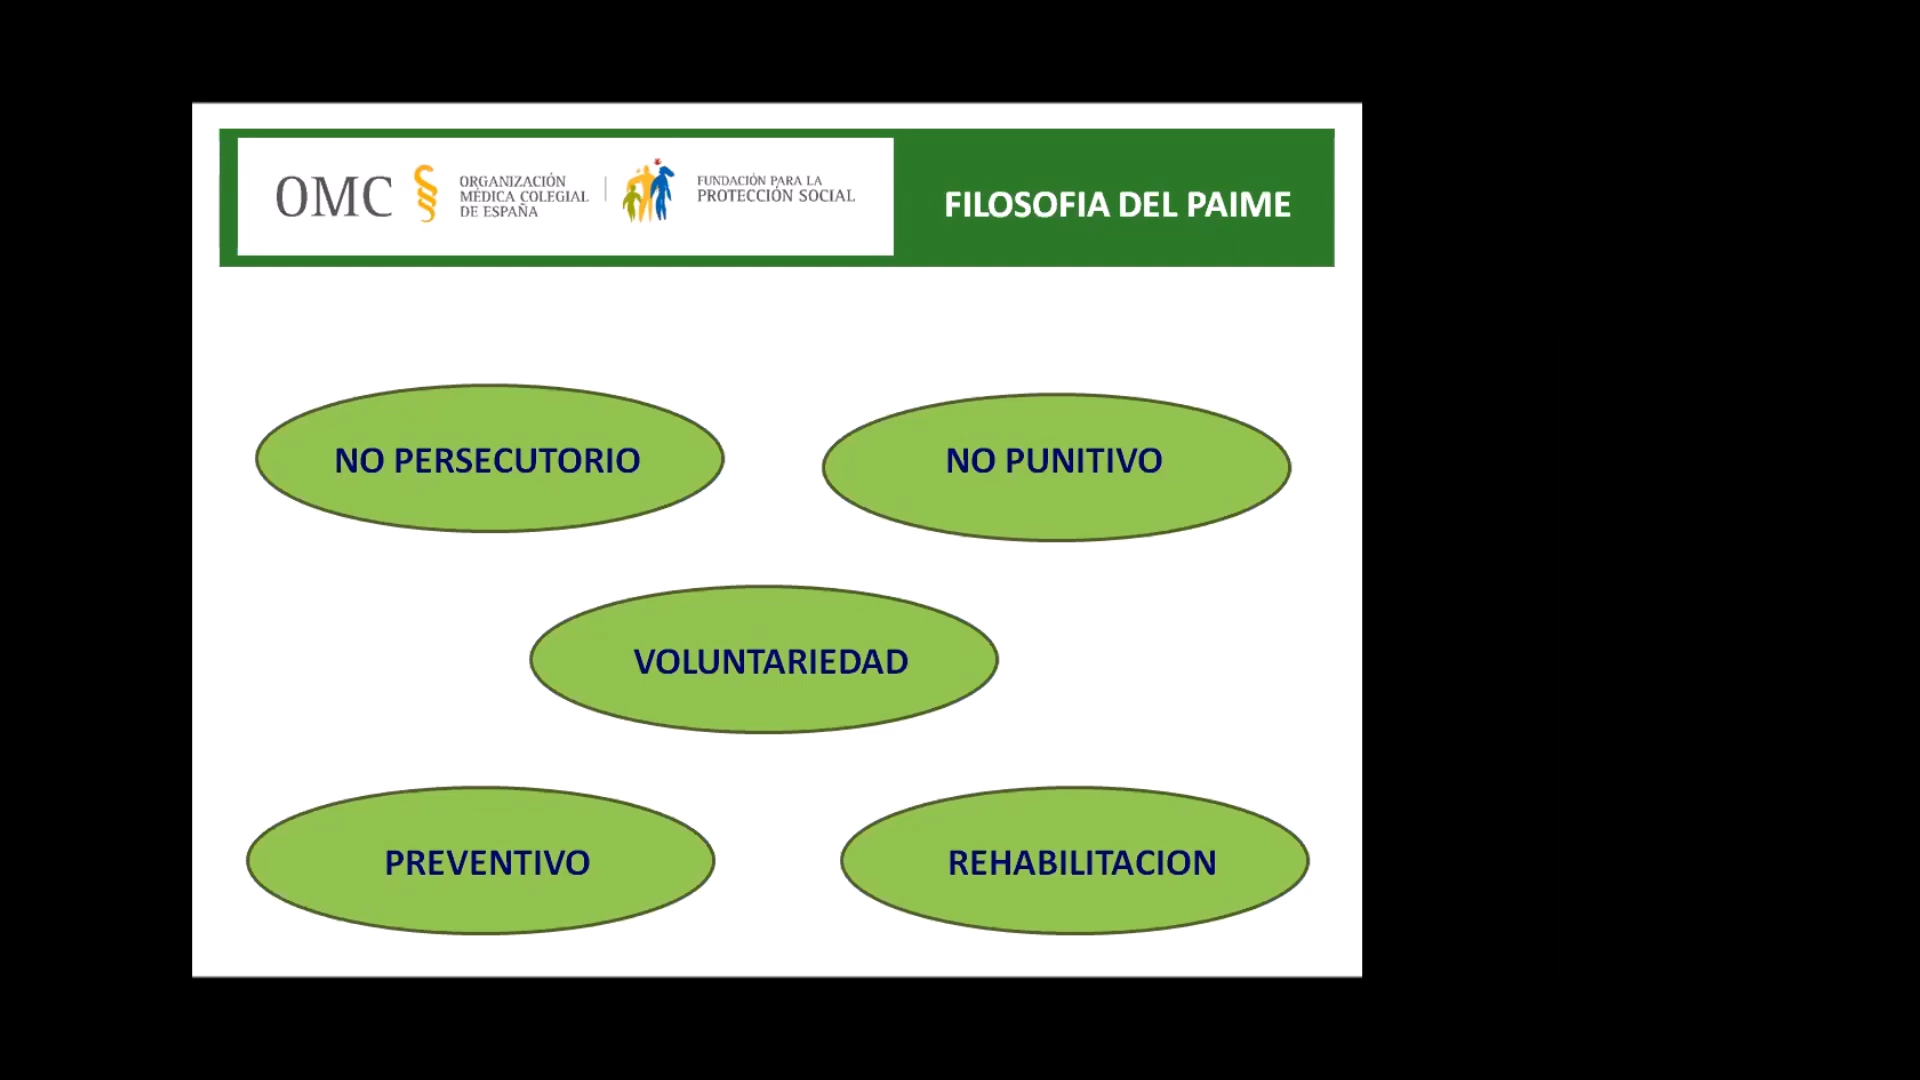 OMC
ORGANIZACIÓN
MÉDICA COLEGIAL
DE ESPAÑA
FUNDACIÓN PARA LA
PROTECCIÓN SOCIAL
FILOSOFIA DEL PAIME
NO PERSECUTORIO
NO PUNITIVO
VOLUNTARIEDAD
PREVENTIVO
REHABILITACION